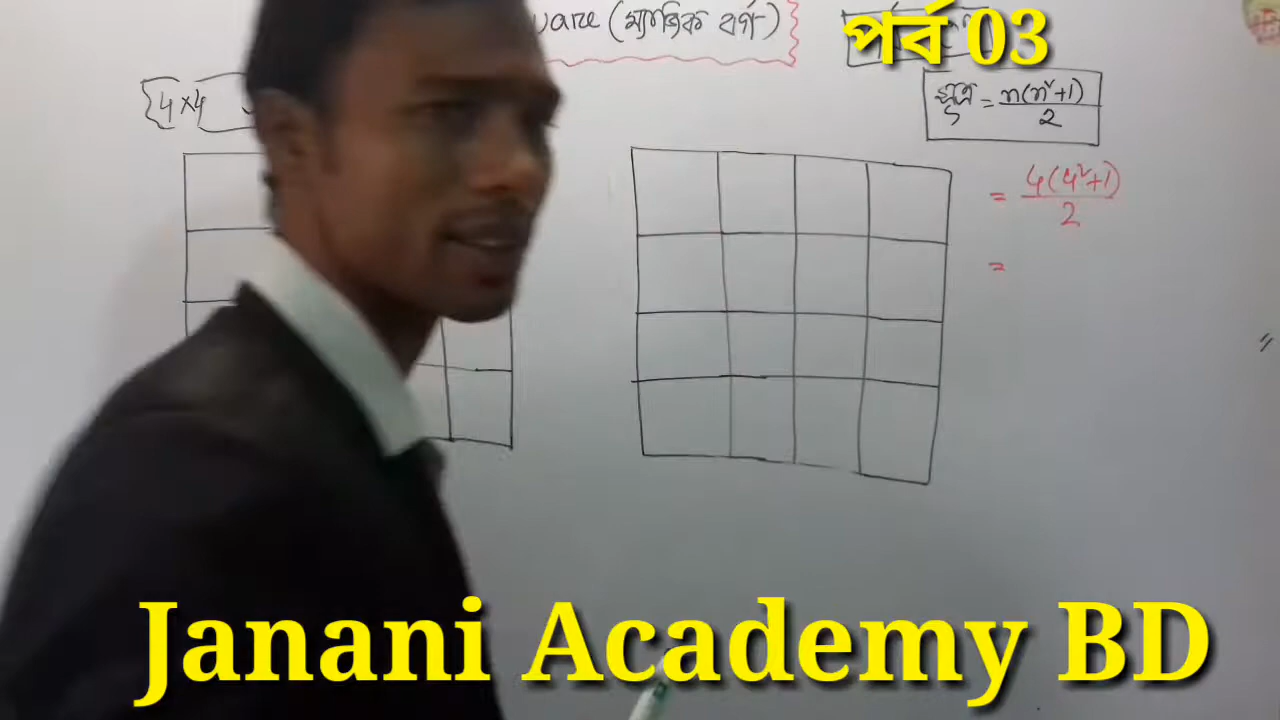 uare (ম্যাজিক বর্গ)
পর্ব 03
4×4
সূত্র = n(n²+1)/2
= 4(4²+1)/2
=
Janani Academy BD